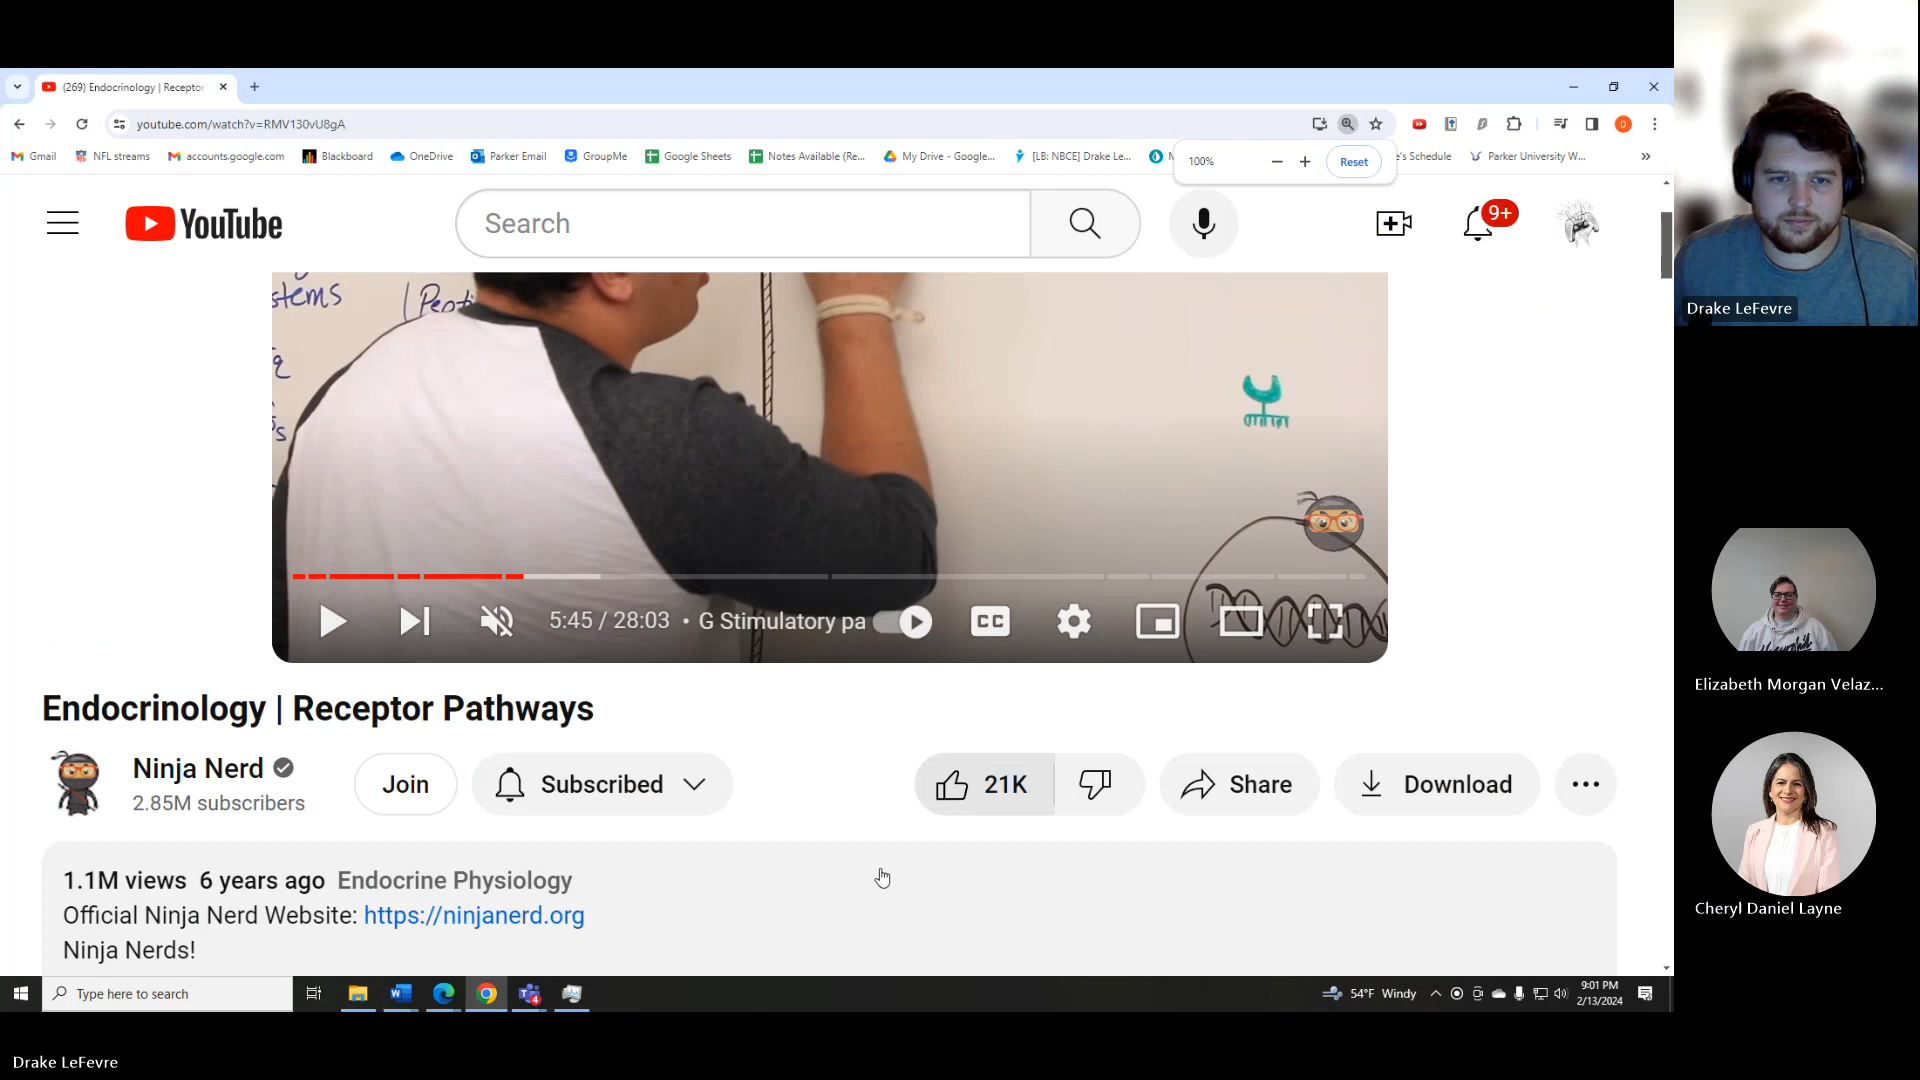 (269) Endocrinology | Receptor
youtube.com/watch?v=RMV130vU8gA
Gmail
NFL streams
accounts.google.com
Blackboard
OneDrive
Parker Email
GroupMe
Google Sheets
Notes Available (Re...
My Drive - Google...
[LB: NBCE] Drake Le...
100%
Reset
e's Schedule
Parker University W...
YouTube
Search
9+
stems
(Pepti
5:45 / 28:03 • G Stimulatory pa
CC
Endocrinology | Receptor Pathways
Ninja Nerd
2.85M subscribers
Join
Subscribed
21K
Share
Download
1.1M views 6 years ago Endocrine Physiology
Official Ninja Nerd Website: https://ninjanerd.org
Ninja Nerds!
Type here to search
4
54°F Windy
9:01 PM
2/13/2024
Drake LeFevre
Elizabeth Morgan Velaz...
Cheryl Daniel Layne
Drake LeFevre